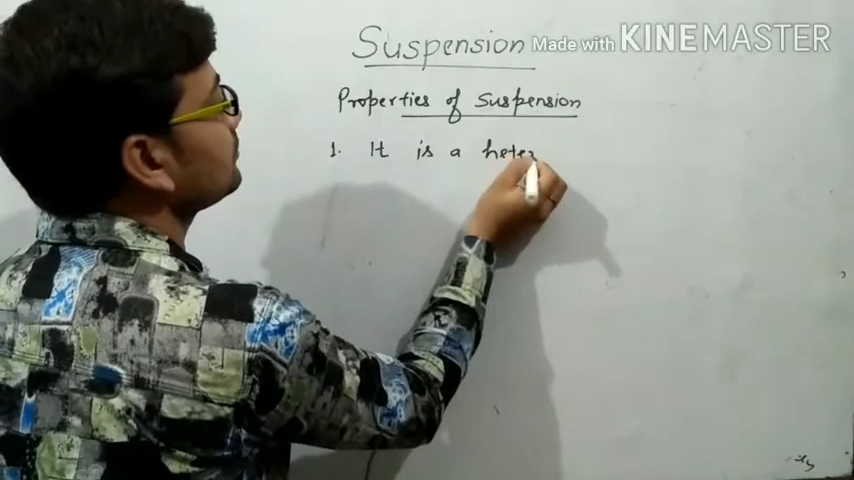 Suspension
Made with KINEMASTER
Properties of Suspension
1. It is a heter